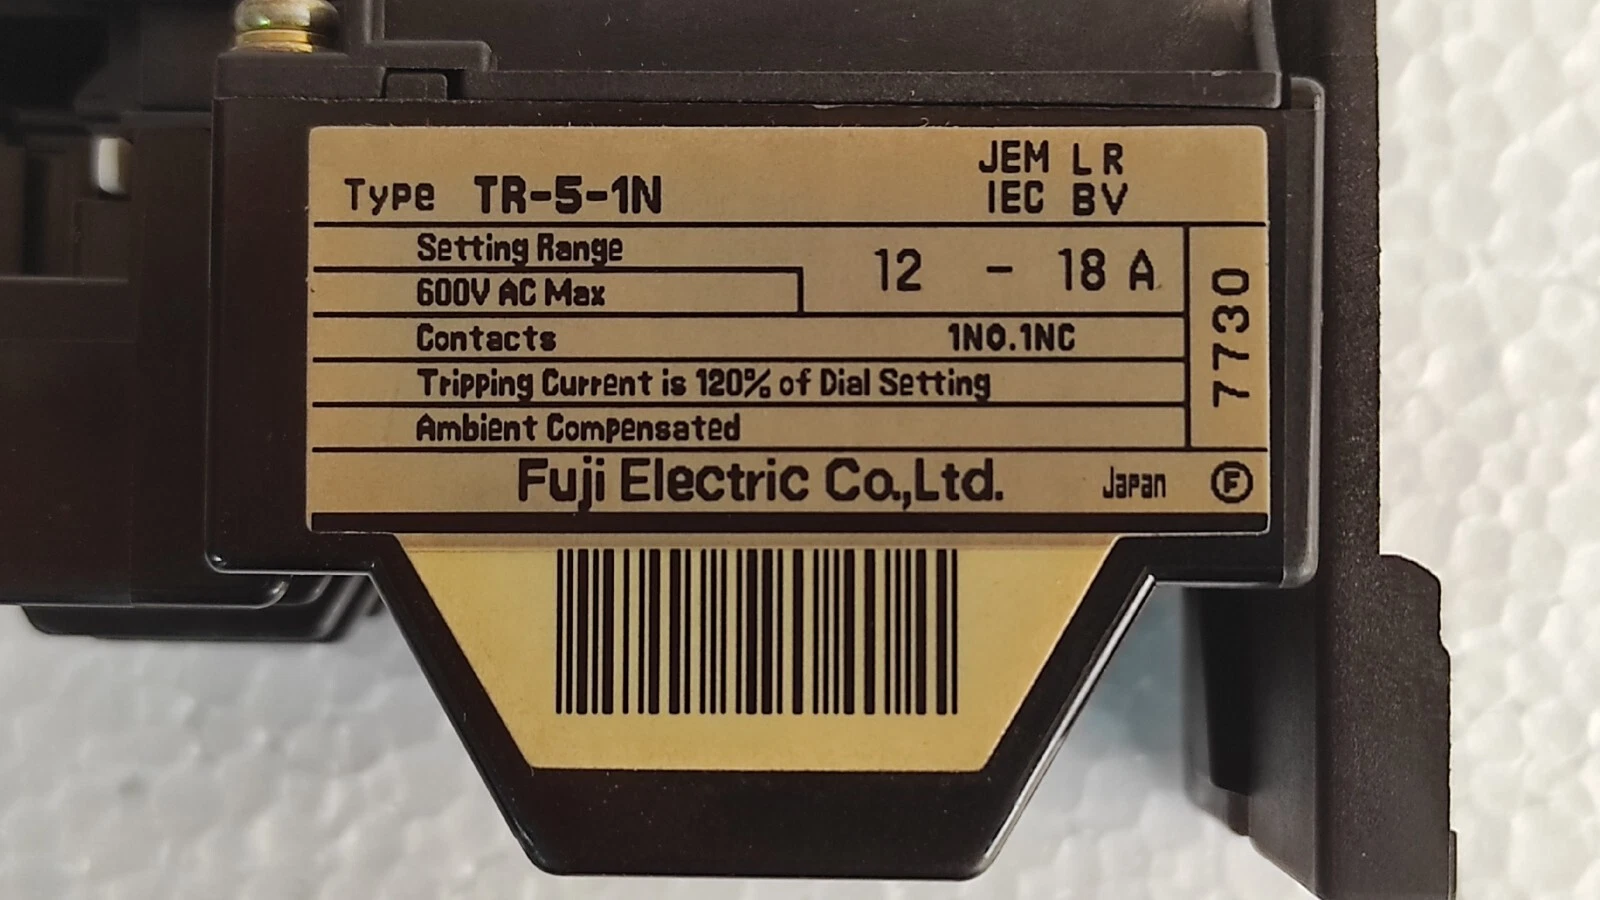 JEM LR
Type TR-5-1N IEC BV
Setting Range 12 - 18 A
600V AC Max
Contacts 1NO.1NC
Tripping Current is 120% of Dial Setting
Ambient Compensated
7730
Fuji Electric Co.,Ltd. Japan F